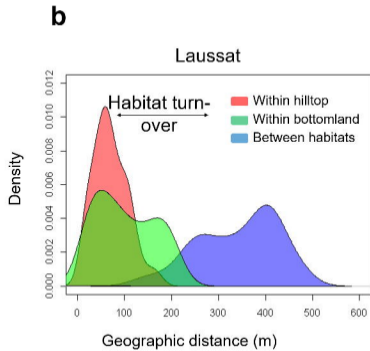 b
Laussat
Habitat turn-
over
Within hilltop
Within bottomland
Between habitats
Density
0.000
0.002
0.004
0.006
0.008
0.010
0.012
0 100 200 300 400 500 600
Geographic distance (m)